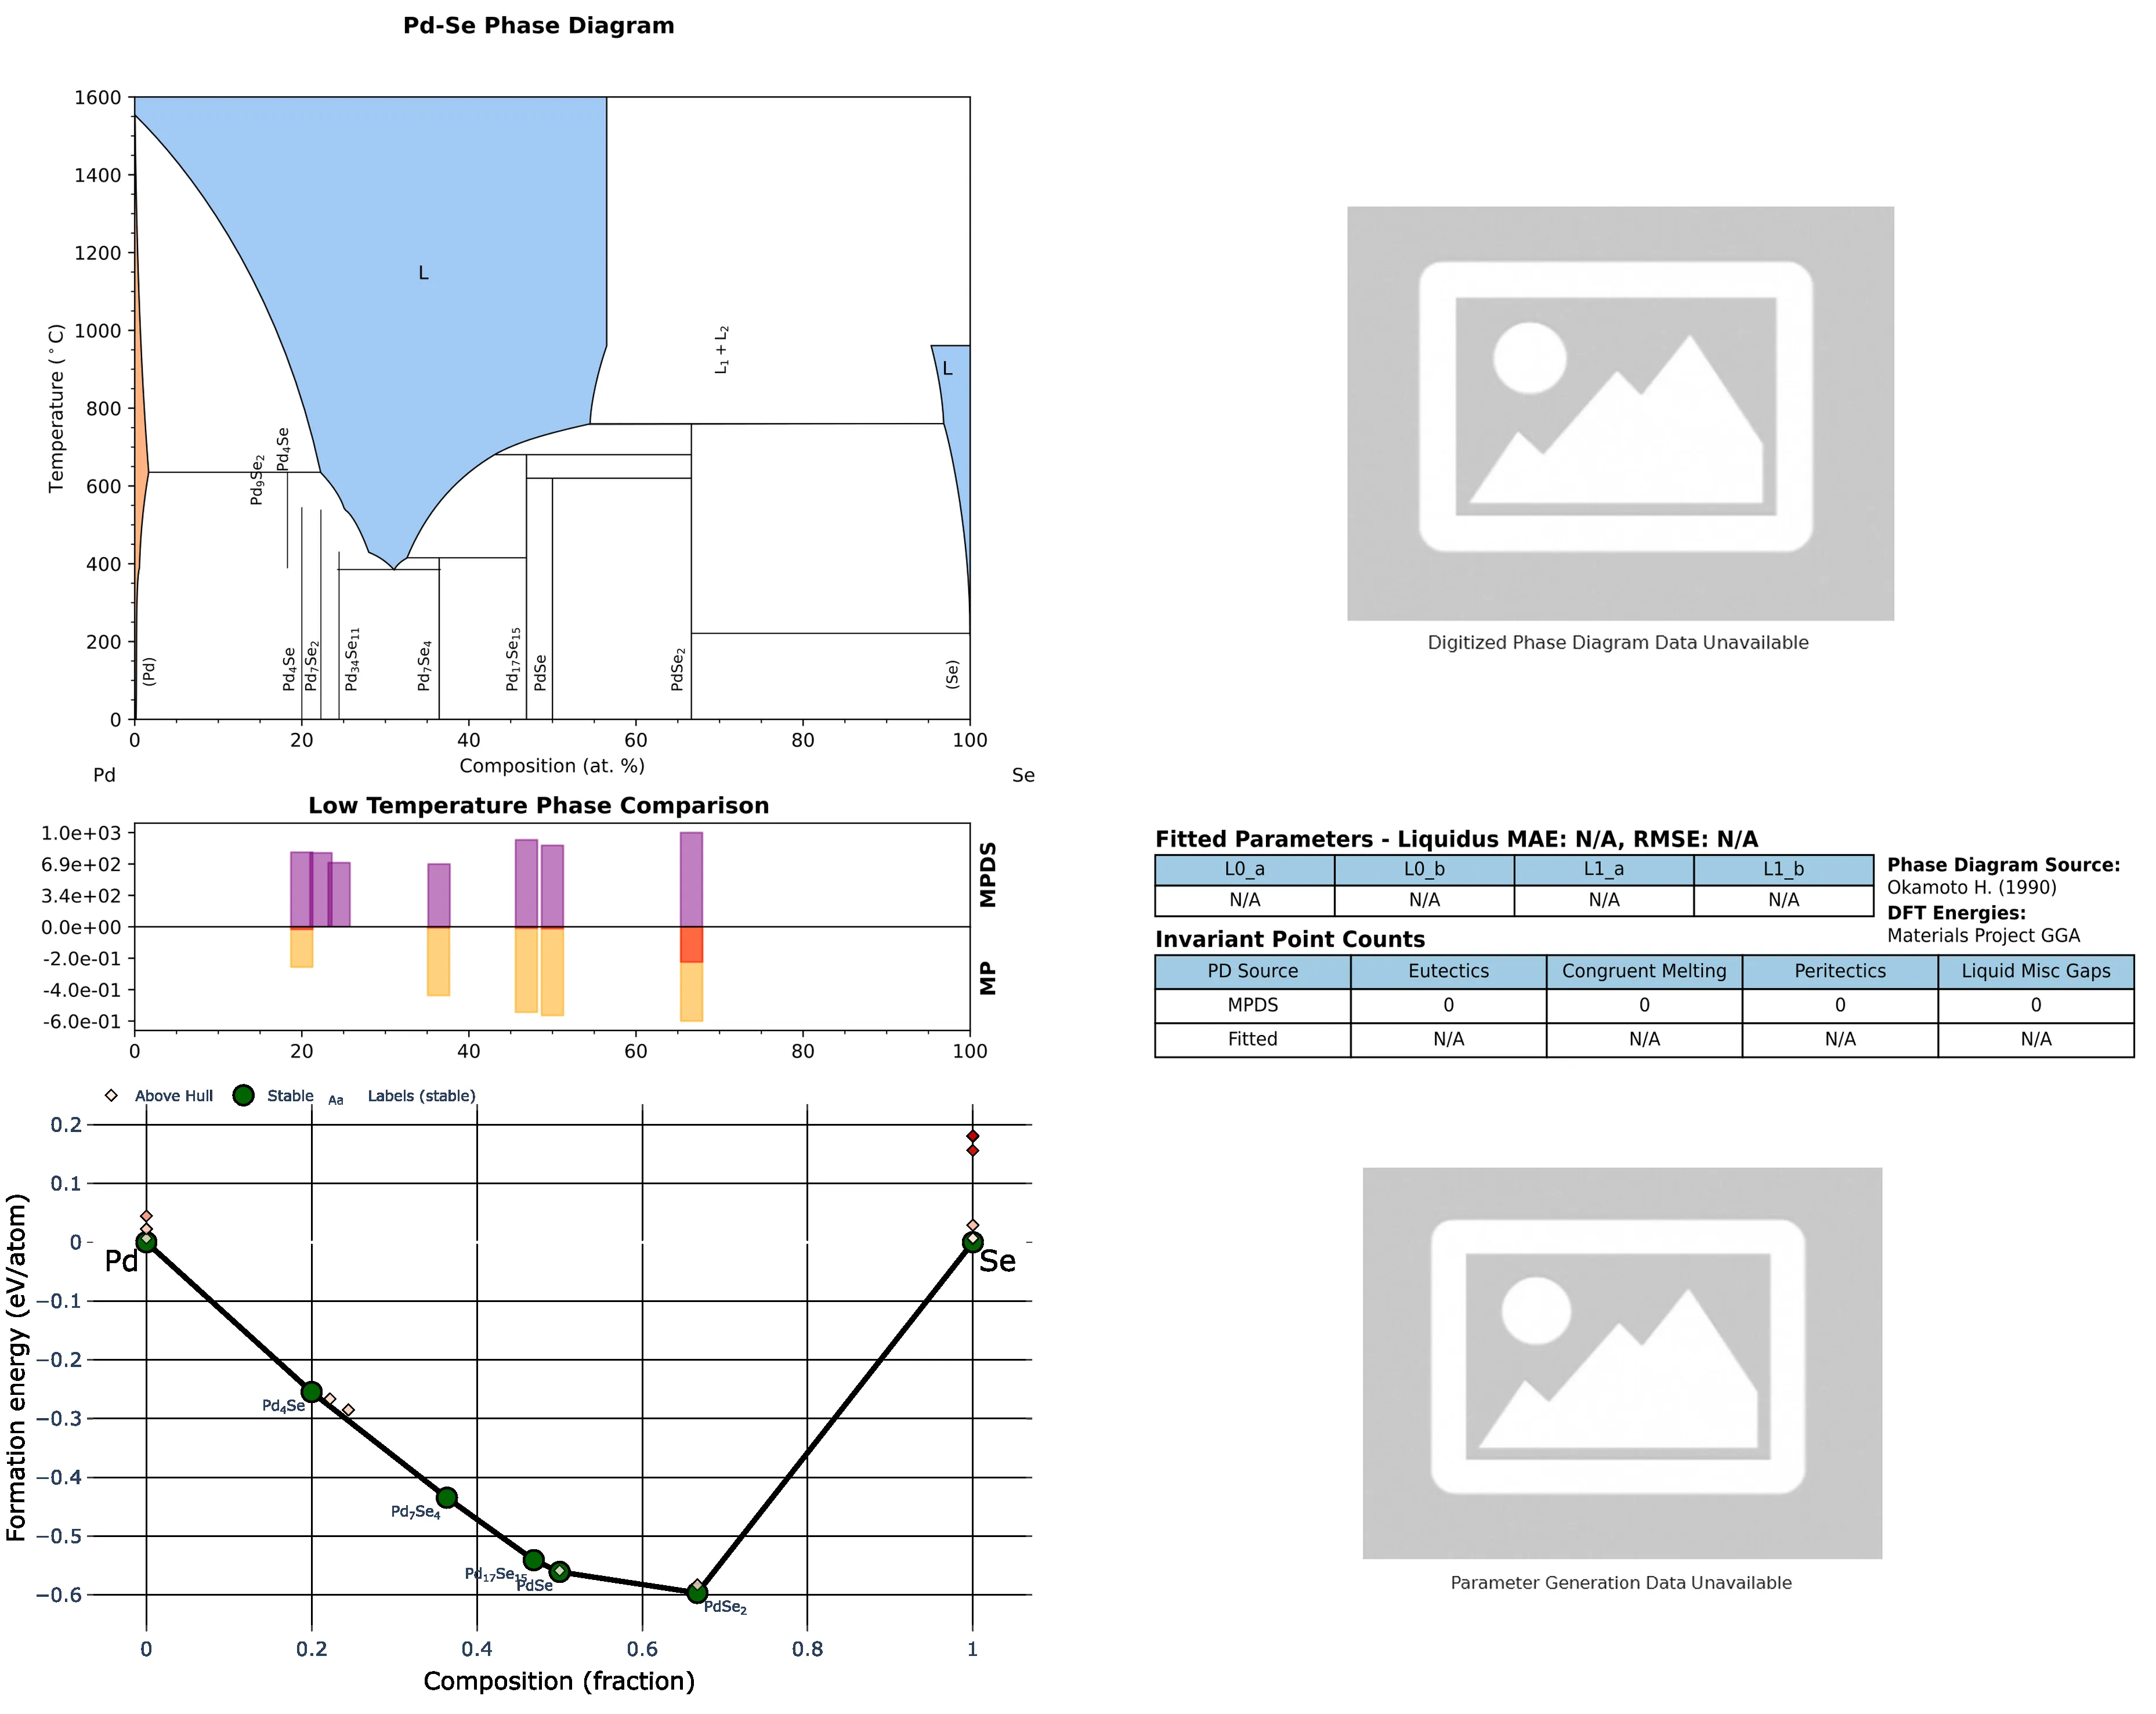 Pd-Se Phase Diagram
1600
1400
1200
1000
800
600
400
200
0
Temperature (°C)
L
L₁ + L₂
L
Pd₉Se₂
Pd₄Se
(Pd)
Pd₄Se
Pd₇Se₂
Pd₃₄Se₁₁
Pd₇Se₄
Pd₁₇Se₁₅
PdSe
PdSe₂
(Se)
0 20 40 60 80 100
Composition (at. %)
Pd Se
Digitized Phase Diagram Data Unavailable
Low Temperature Phase Comparison
1.0e+03
6.9e+02
3.4e+02
0.0e+00
-2.0e-01
-4.0e-01
-6.0e-01
MPDS
MP
0 20 40 60 80 100
Fitted Parameters - Liquidus MAE: N/A, RMSE: N/A
L0_a L0_b L1_a L1_b
N/A N/A N/A N/A
Phase Diagram Source:
Okamoto H. (1990)
DFT Energies:
Materials Project GGA
Invariant Point Counts
PD Source Eutectics Congruent Melting Peritectics Liquid Misc Gaps
MPDS 0 0 0 0
Fitted N/A N/A N/A N/A
Above Hull Stable Aa Labels (stable)
0.2
0.1
0
−0.1
−0.2
−0.3
−0.4
−0.5
−0.6
Formation energy (eV/atom)
Pd
Se
Pd₄Se
Pd₇Se₄
Pd₁₇Se₁₅
PdSe
PdSe₂
0 0.2 0.4 0.6 0.8 1
Composition (fraction)
Parameter Generation Data Unavailable